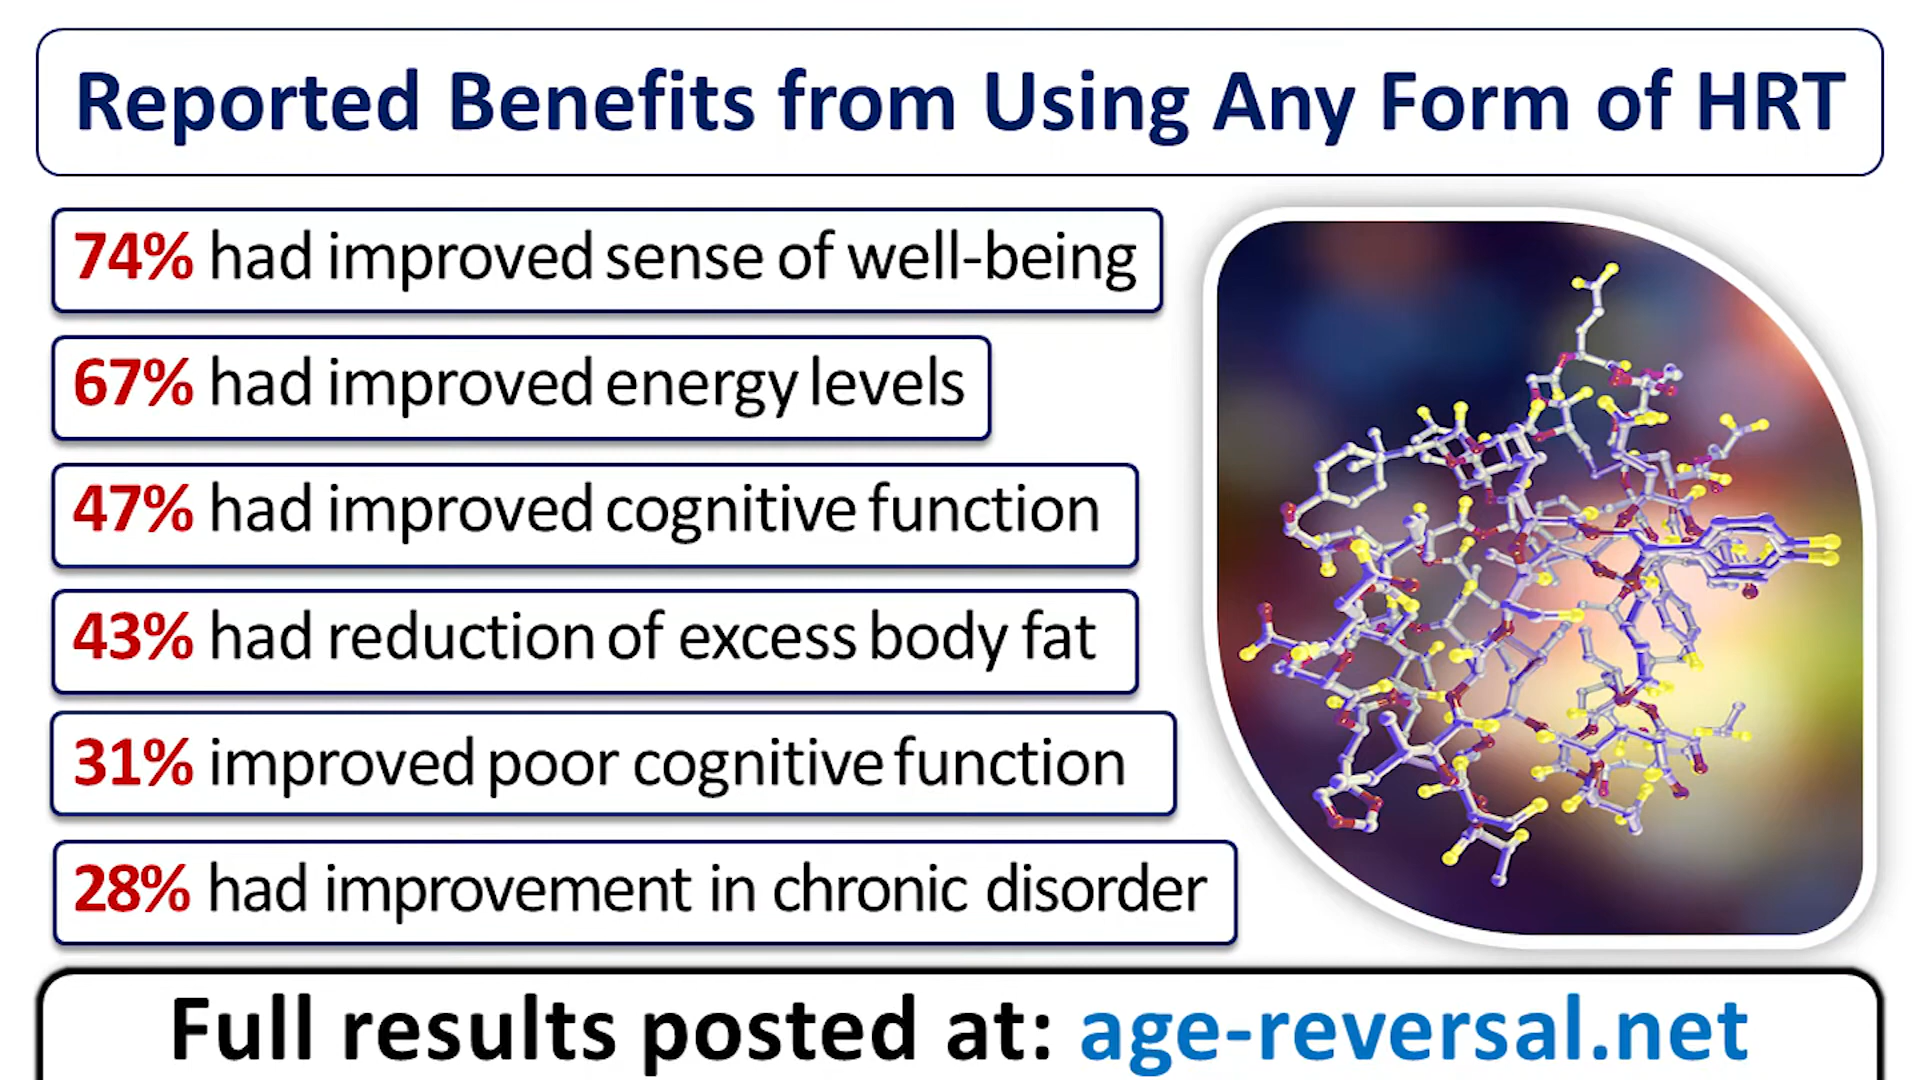 Reported Benefits from Using Any Form of HRT
74% had improved sense of well-being
67% had improved energy levels
47% had improved cognitive function
43% had reduction of excess body fat
31% improved poor cognitive function
28% had improvement in chronic disorder
Full results posted at: age-reversal.net